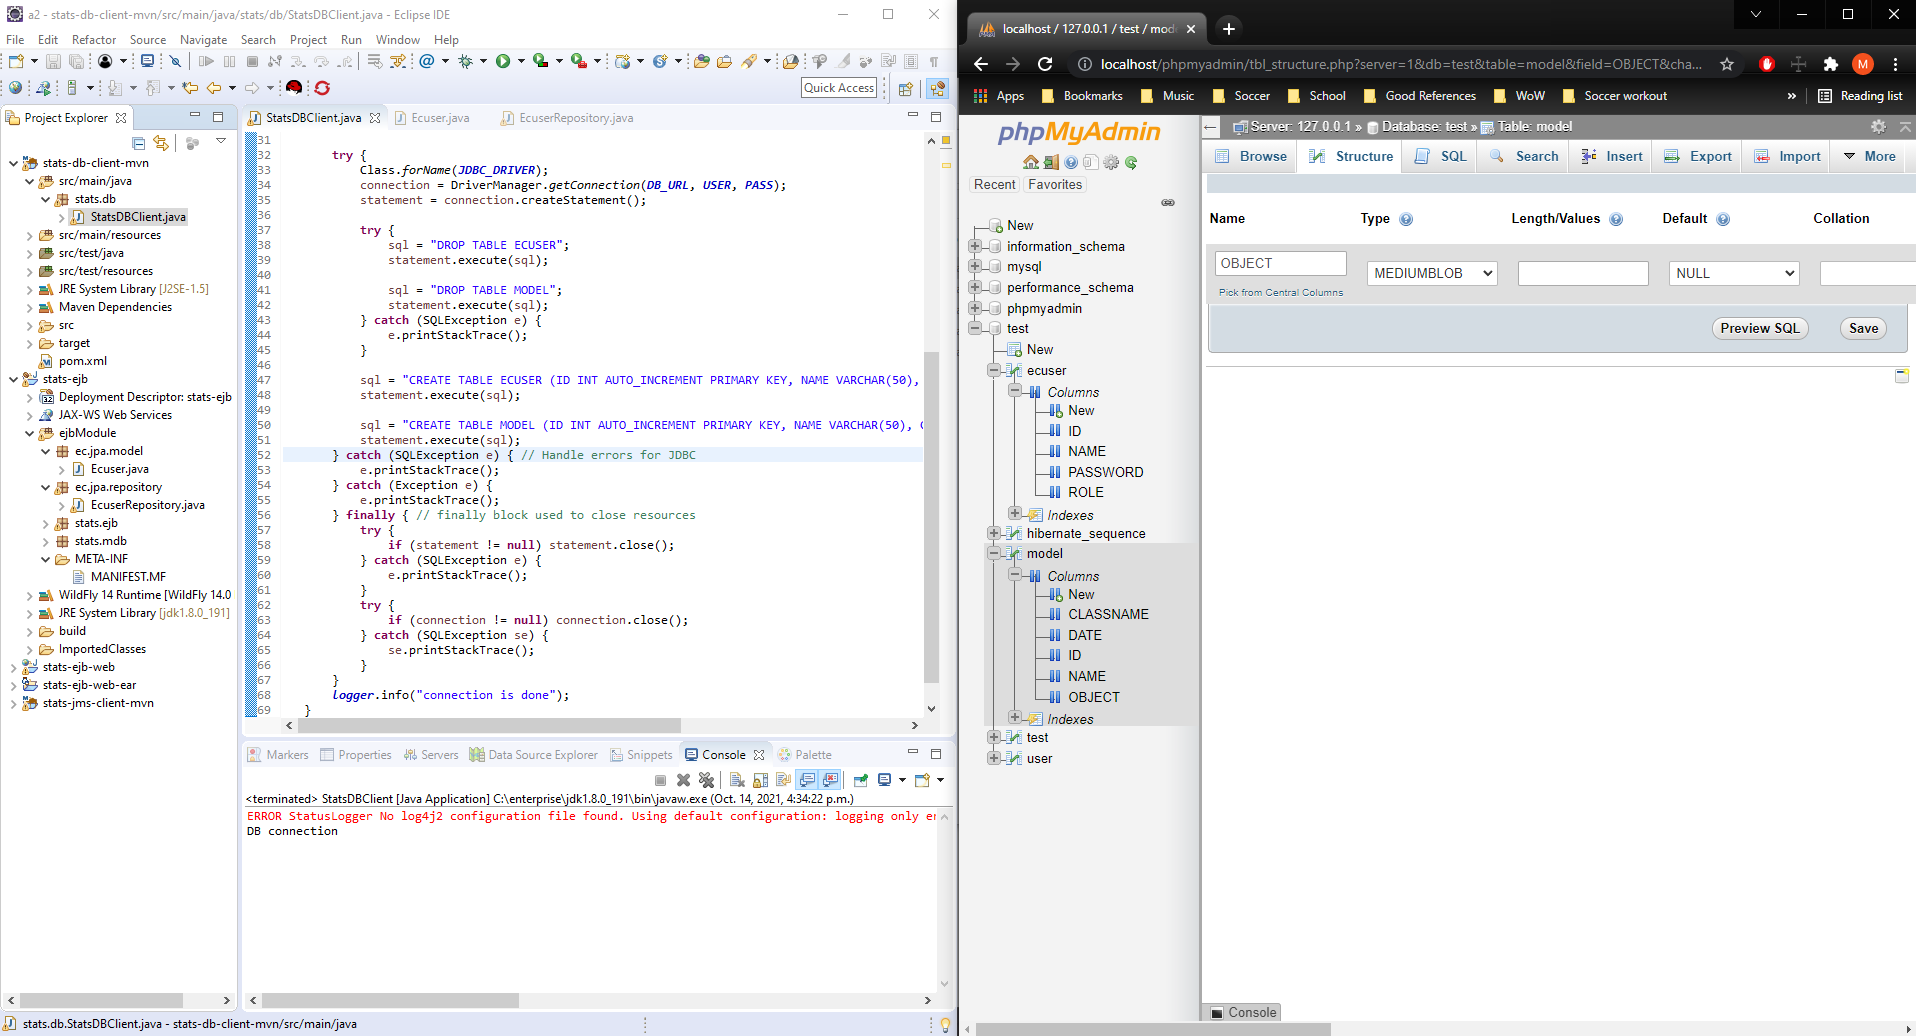 a2 - stats-db-client-mvn/src/main/java/stats/db/StatsDBClient.java - Eclipse IDE
File Edit Refactor Source Navigate Search Project Run Window Help
Quick Access
Project Explorer
stats-db-client-mvn
src/main/java
stats.db
StatsDBClient.java
src/main/resources
src/test/java
src/test/resources
JRE System Library [J2SE-1.5]
Maven Dependencies
src
target
pom.xml
stats-ejb
Deployment Descriptor: stats-ejb
JAX-WS Web Services
ejbModule
ec.jpa.model
Ecuser.java
ec.jpa.repository
EcuserRepository.java
stats.ejb
stats.mdb
META-INF
MANIFEST.MF
WildFly 14 Runtime [WildFly 14.0
JRE System Library [jdk1.8.0_191]
build
ImportedClasses
stats-ejb-web
stats-ejb-web-ear
stats-jms-client-mvn
StatsDBClient.java Ecuser.java EcuserRepository.java
31
32 try {
33 Class.forName(JDBC_DRIVER);
34 connection = DriverManager.getConnection(DB_URL, USER, PASS);
35 statement = connection.createStatement();
36
37 try {
38 sql = "DROP TABLE ECUSER";
39 statement.execute(sql);
40
41 sql = "DROP TABLE MODEL";
42 statement.execute(sql);
43 } catch (SQLException e) {
44 e.printStackTrace();
45 }
46
47 sql = "CREATE TABLE ECUSER (ID INT AUTO_INCREMENT PRIMARY KEY, NAME VARCHAR(50),
48 statement.execute(sql);
49
50 sql = "CREATE TABLE MODEL (ID INT AUTO_INCREMENT PRIMARY KEY, NAME VARCHAR(50),
51 statement.execute(sql);
52 } catch (SQLException e) { // Handle errors for JDBC
53 e.printStackTrace();
54 } catch (Exception e) {
55 e.printStackTrace();
56 } finally { // finally block used to close resources
57 try {
58 if (statement != null) statement.close();
59 } catch (SQLException e) {
60 e.printStackTrace();
61 }
62 try {
63 if (connection != null) connection.close();
64 } catch (SQLException se) {
65 se.printStackTrace();
66 }
67 }
68 logger.info("connection is done");
69 }
Markers Properties Servers Data Source Explorer Snippets Console Palette
<terminated> StatsDBClient [Java Application] C:\enterprise\jdk1.8.0_191\bin\javaw.exe (Oct. 14, 2021, 4:34:22 p.m.)
ERROR StatusLogger No log4j2 configuration file found. Using default configuration: logging only
DB connection
stats.db.StatsDBClient.java - stats-db-client-mvn/src/main/java
localhost / 127.0.0.1 / test / mod
localhost/phpmyadmin/tbl_structure.php?server=1&db=test&table=model&field=OBJECT&cha...
M
Apps Bookmarks Music Soccer School Good References WoW Soccer workout » Reading list
phpMyAdmin
Recent Favorites
New
information_schema
mysql
performance_schema
phpmyadmin
test
New
ecuser
Columns
New
ID
NAME
PASSWORD
ROLE
Indexes
hibernate_sequence
model
Columns
New
CLASSNAME
DATE
ID
NAME
OBJECT
Indexes
test
user
Server: 127.0.0.1 » Database: test » Table: model
Browse Structure SQL Search Insert Export Import More
Name Type Length/Values Default Collation
OBJECT MEDIUMBLOB NULL
Pick from Central Columns
Preview SQL Save
Console